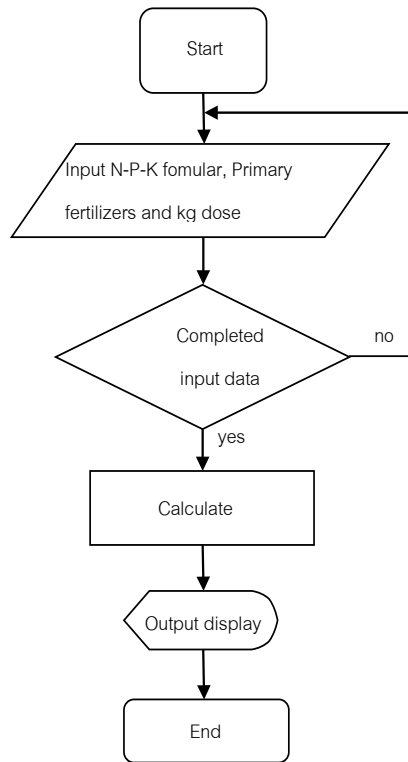 Start
Input N-P-K fomular, Primary
fertilizers and kg dose
Completed
input data
no
yes
Calculate
Output display
End